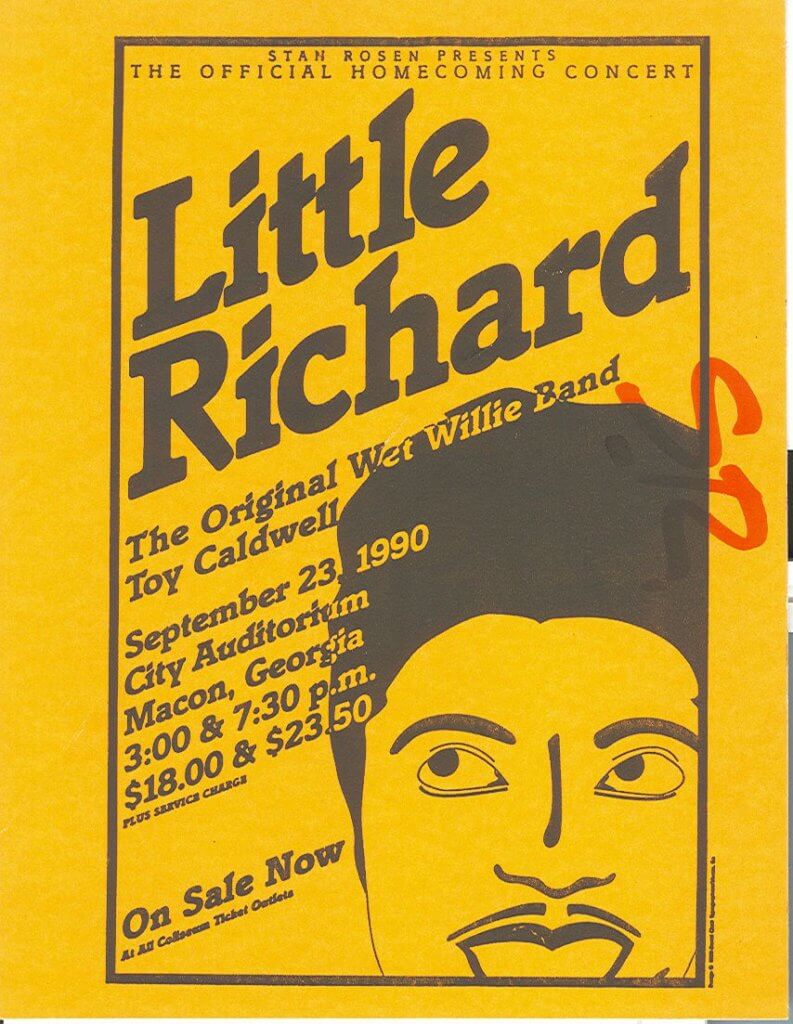 STAN ROSEN PRESENTS
THE OFFICIAL HOMECOMING CONCERT
Little
Richard
The Original Wet Willie Band
Toy Caldwell
September 23, 1990
City Auditorium
Macon, Georgia
3:00 & 7:30 p.m.
$18.00 & $23.50
PLUS SERVICE CHARGE
On Sale Now
At All Coliseum Ticket Outlets